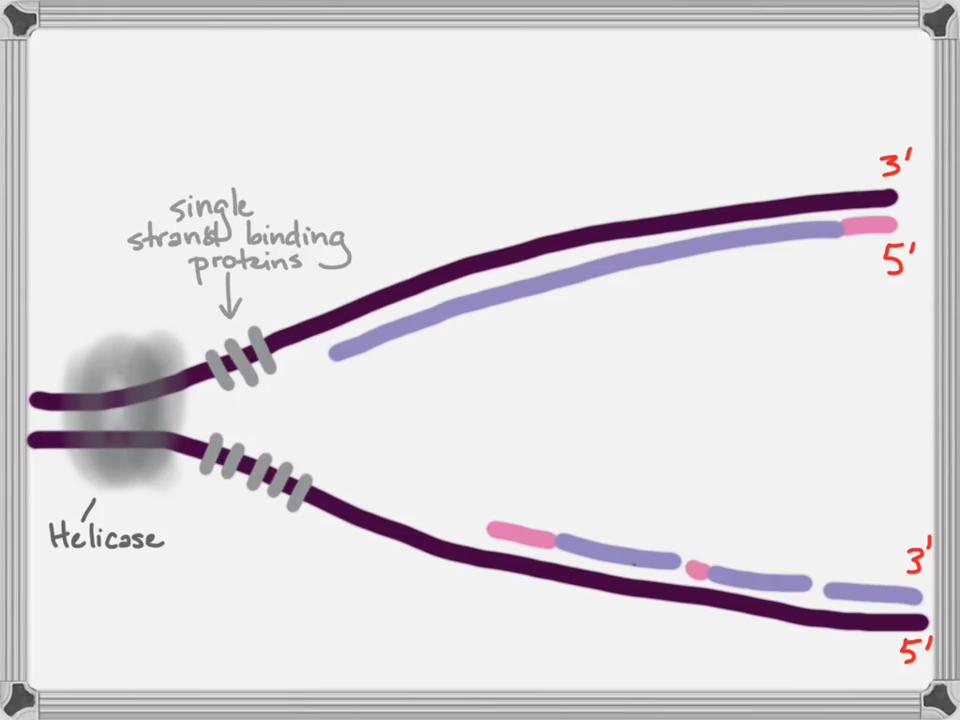 3'
single
strand binding
proteins
5'
Helicase
3'
5'